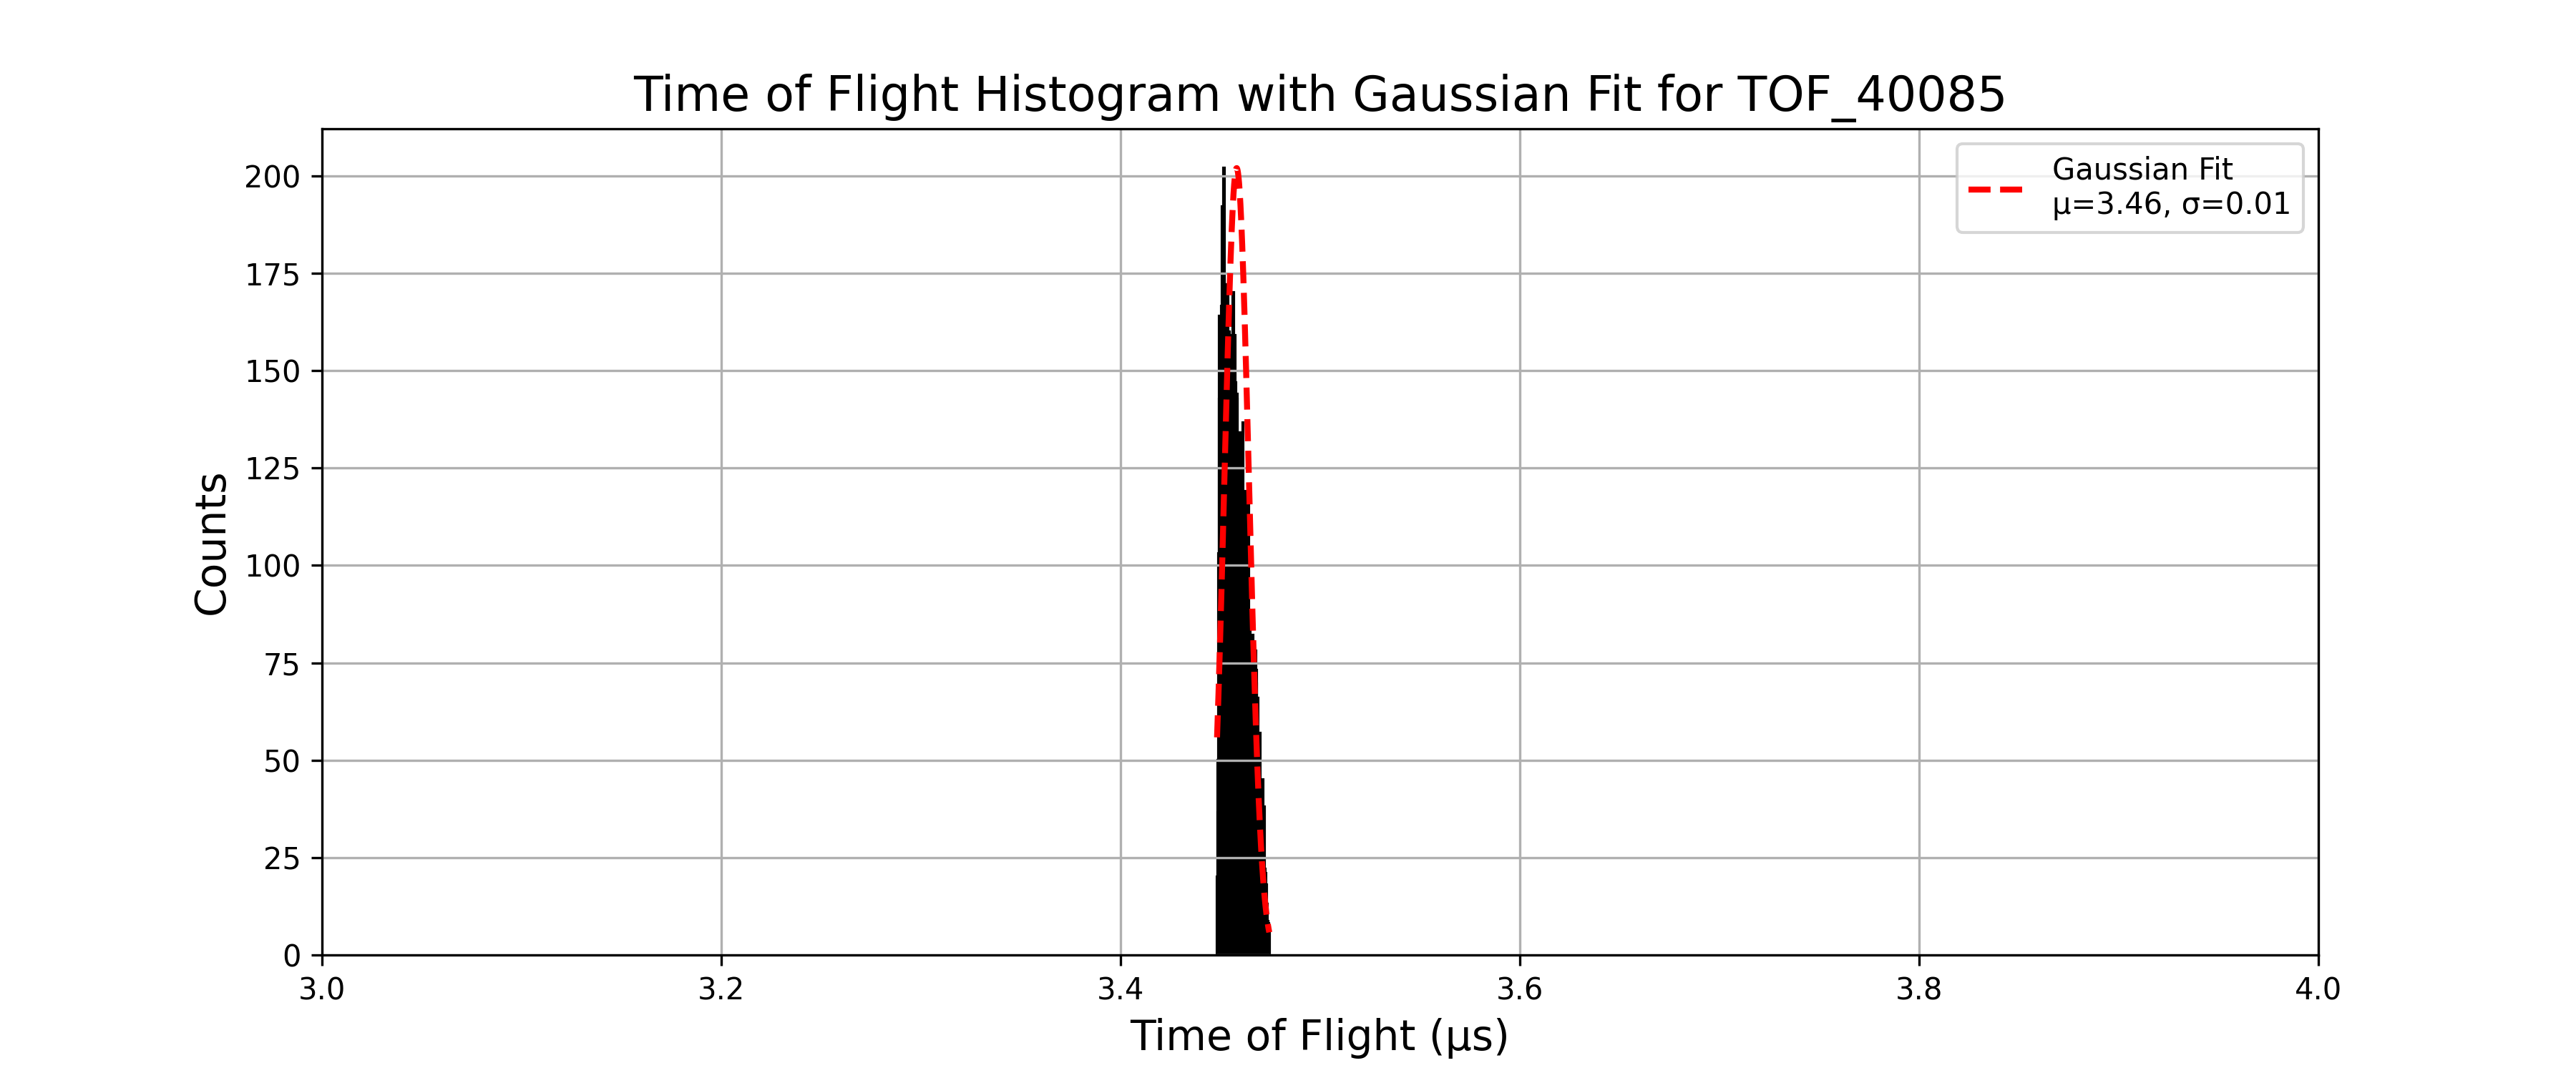 Time of Flight Histogram with Gaussian Fit for TOF_40085
Gaussian Fit
μ=3.46, σ=0.01
200
175
150
125
100
75
50
25
0
Counts
3.0 3.2 3.4 3.6 3.8 4.0
Time of Flight (μs)